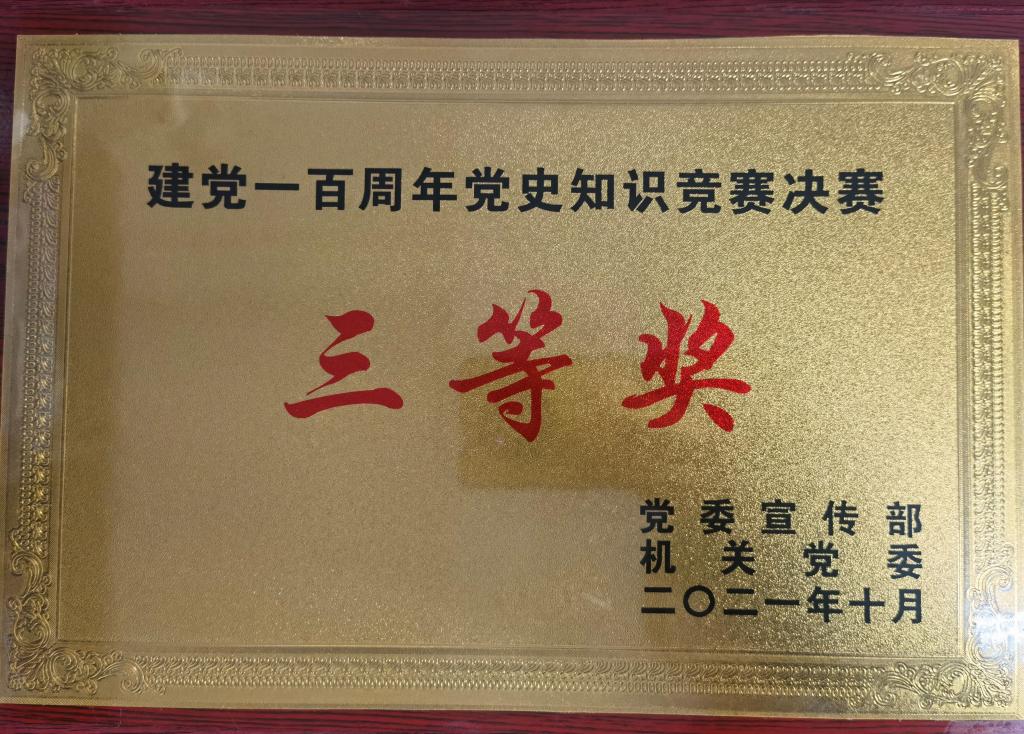 建党一百周年党史知识竞赛决赛
三等奖
党委宣传部
机关党委
二〇二一年十月